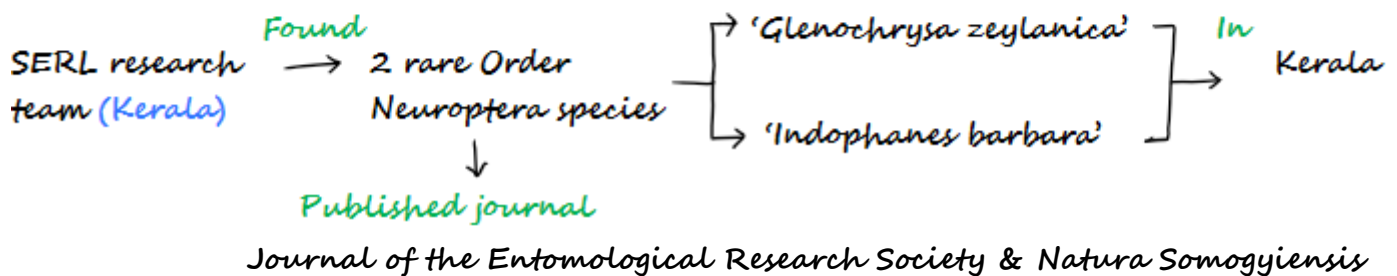 Found
SERL research
team (Kerala)
2 rare Order
Neuroptera species
'Glenochrysa zeylanica'
'Indophanes barbara'
In
Kerala
Published journal
Journal of the Entomological Research Society & Natura Somogyiensis